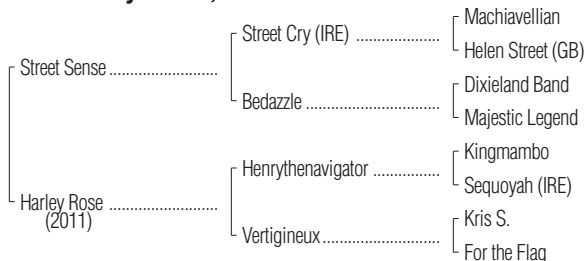 Machiavellian
Street Cry (IRE) ..................
Helen Street (GB)
Street Sense .......................
Dixieland Band
Bedazzle ............................
Majestic Legend
Kingmambo
Henrythenavigator ................
Sequoyah (IRE)
Harley Rose .......................
(2011)
Kris S.
Vertigineux.........................
For the Flag